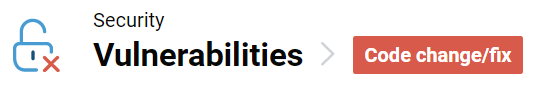 Security
Vulnerabilities
Code change/fix